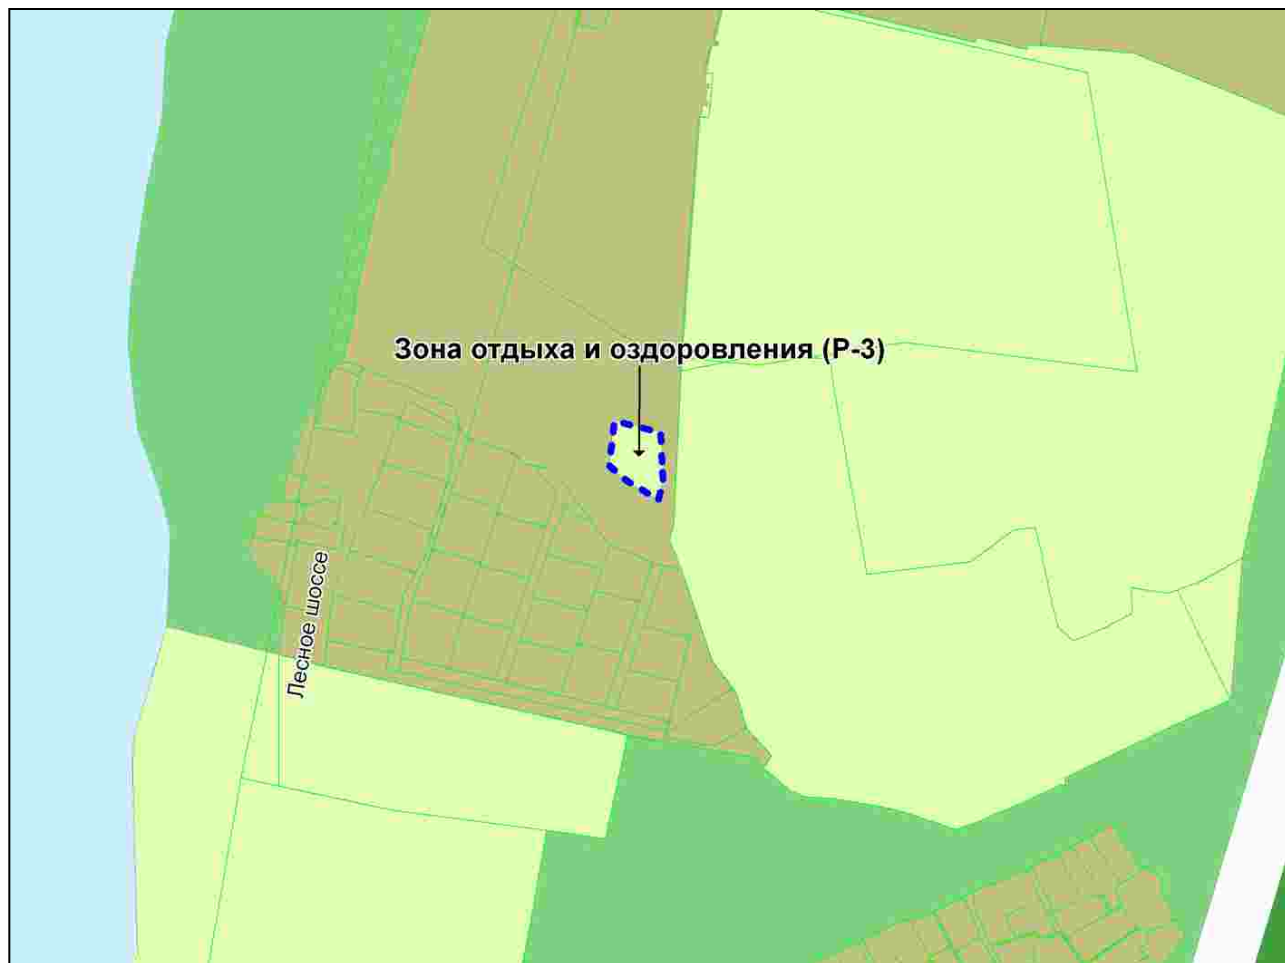 Зона отдыха и оздоровления (Р-3)
Лесное шоссе